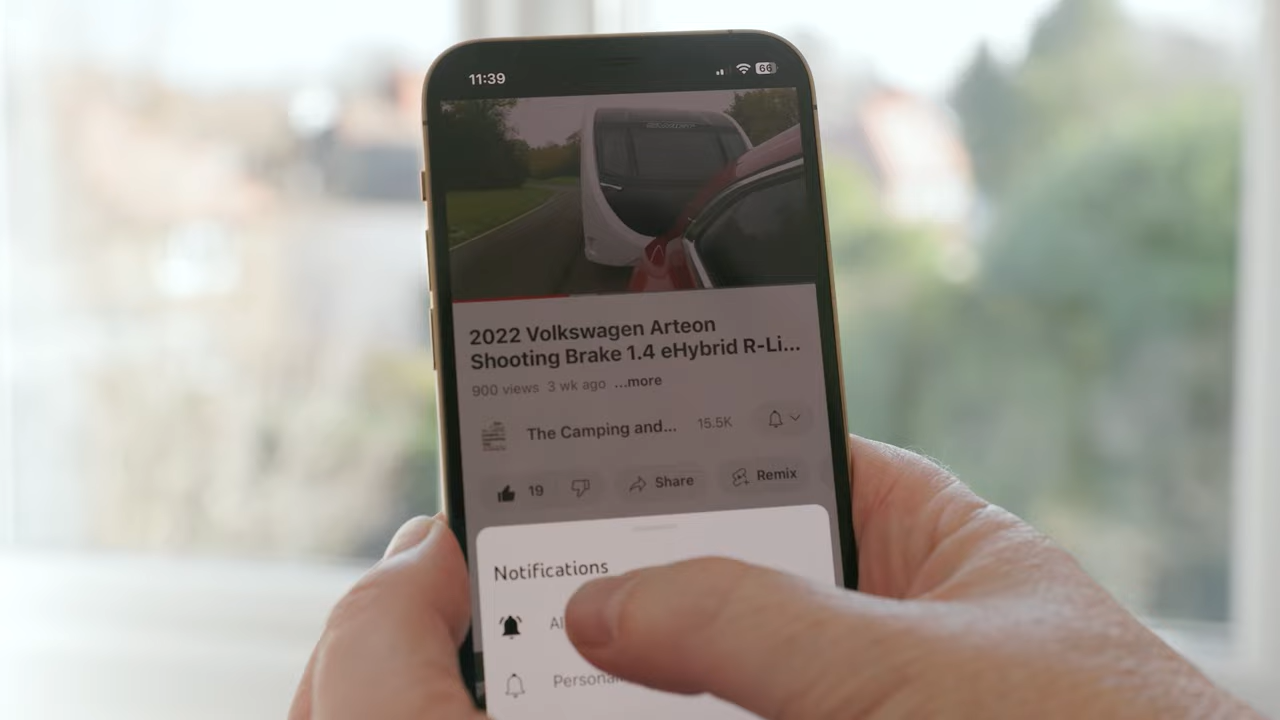 11:39
66
2022 Volkswagen Arteon
Shooting Brake 1.4 eHybrid R-Li...
900 views 3 wk ago ...more
The Camping and... 15.5K
19 Share Remix
Notifications